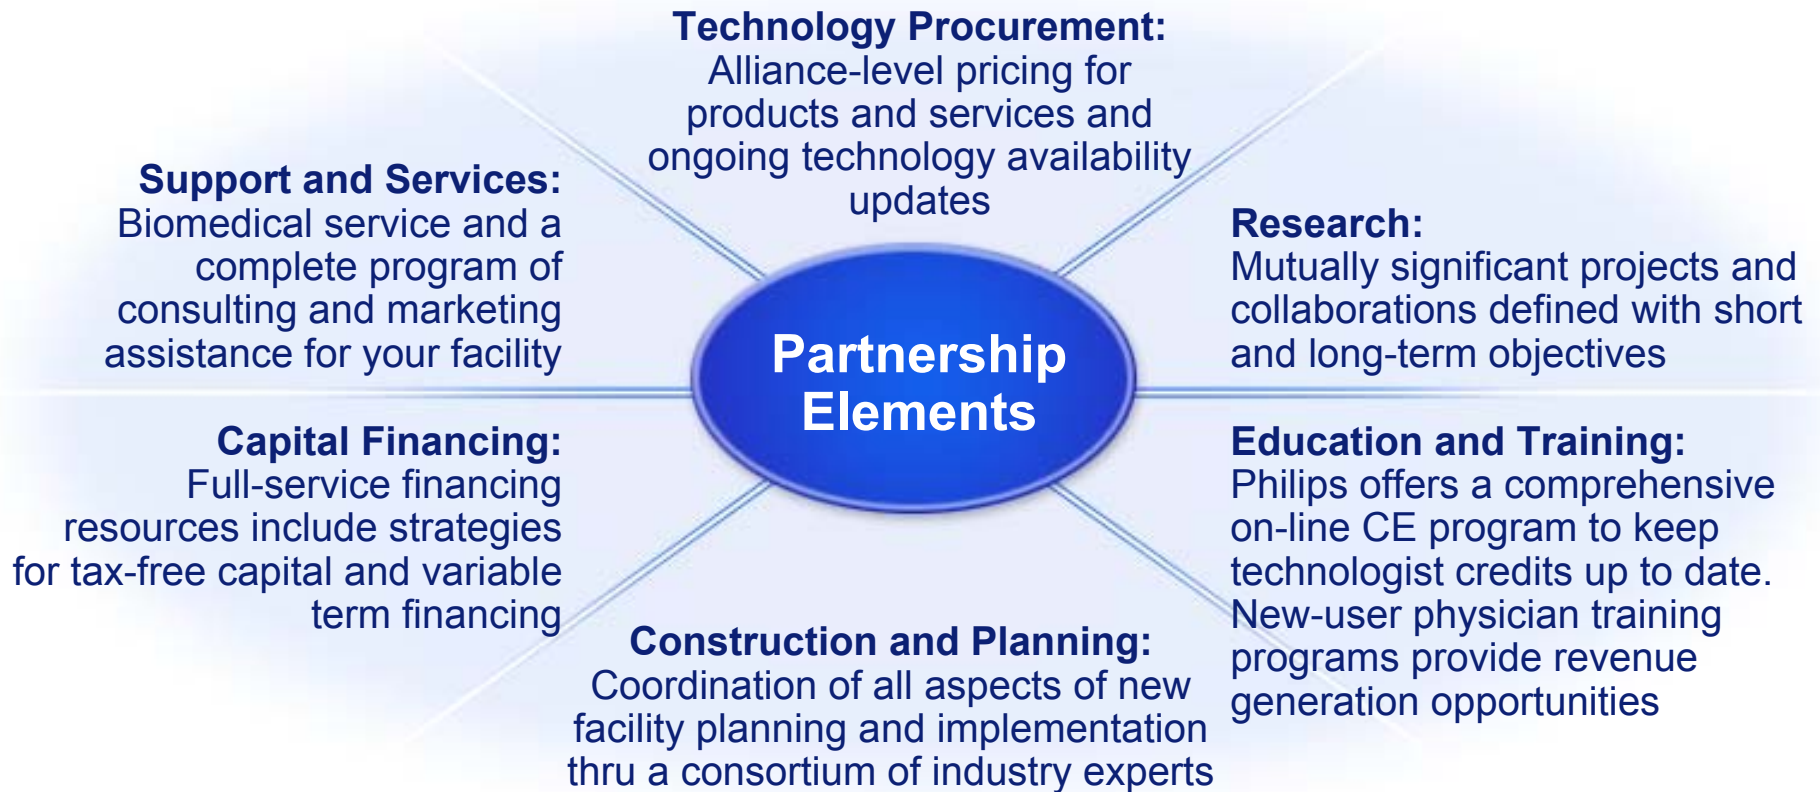 Technology Procurement:
Alliance-level pricing for
products and services and
ongoing technology availability
updates
Support and Services:
Biomedical service and a
complete program of
consulting and marketing
assistance for your facility
Research:
Mutually significant projects and
collaborations defined with short
and long-term objectives
Partnership
Elements
Capital Financing:
Full-service financing
resources include strategies
for tax-free capital and variable
term financing
Education and Training:
Philips offers a comprehensive
on-line CE program to keep
technologist credits up to date.
New-user physician training
programs provide revenue
generation opportunities
Construction and Planning:
Coordination of all aspects of new
facility planning and implementation
thru a consortium of industry experts